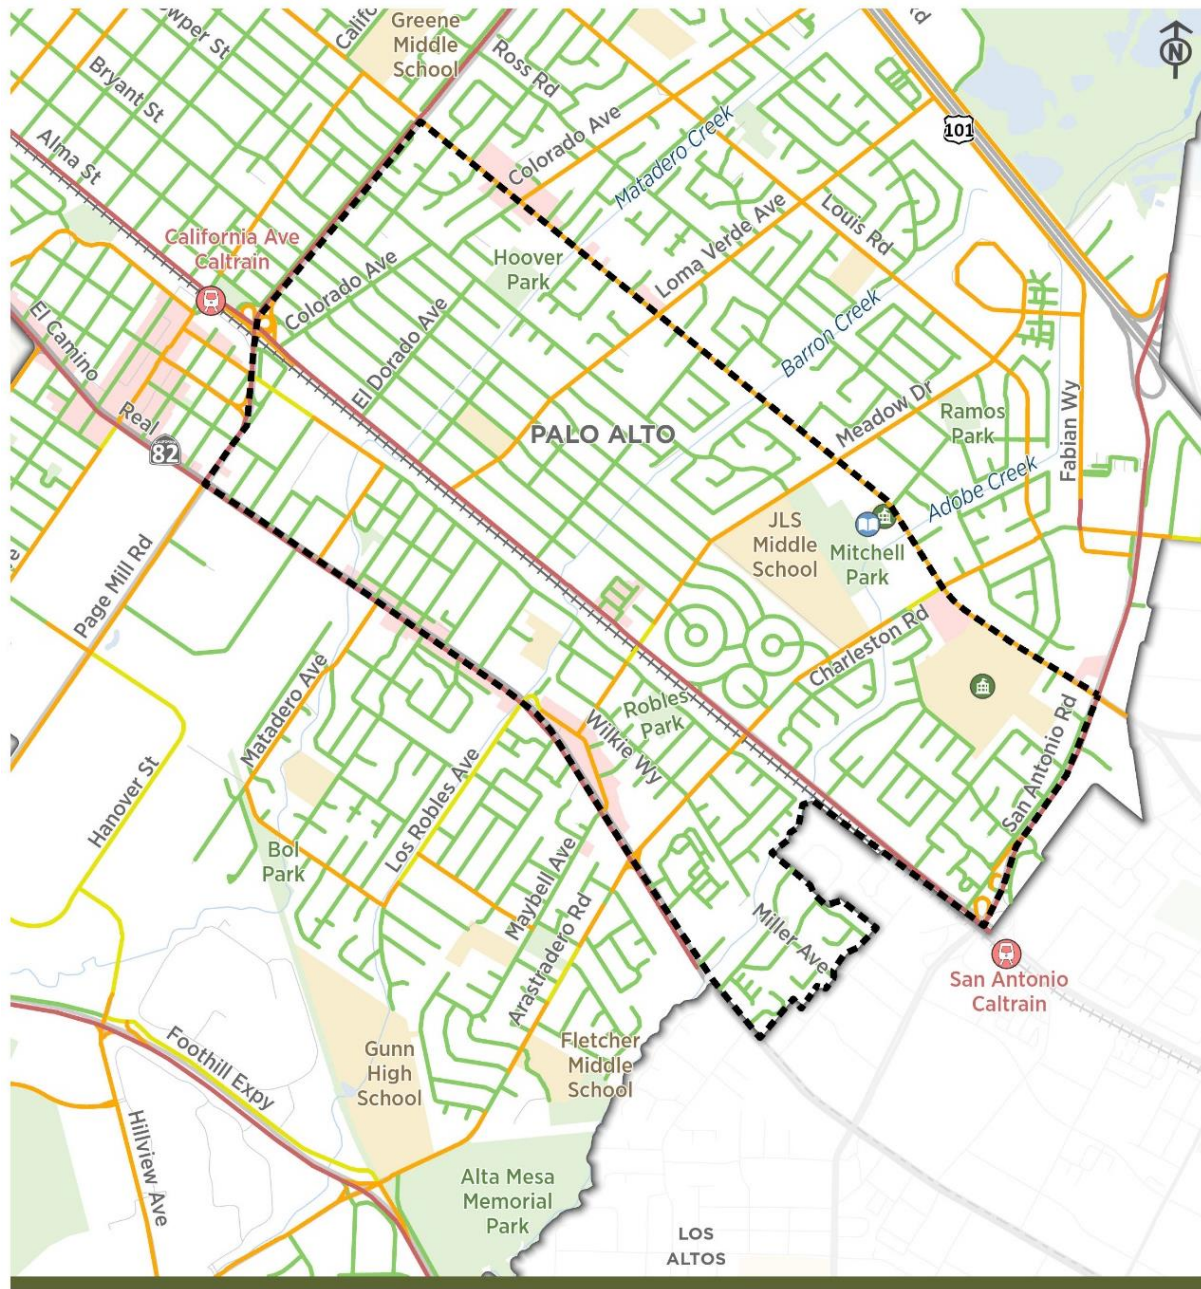 Greene
Middle
School
Ross Rd
Bryant St
Alma St
Colorado Ave
Matadero Creek
101
Louis Rd
Loma Verde Ave
California Ave
Caltrain
Hoover
Park
Colorado Ave
El Dorado Ave
Barron Creek
El Camino
Real
82
PALO ALTO
Meadow Dr
Ramos
Park
Fabian Wy
Adobe Creek
JLS
Middle
School
Mitchell
Park
Page Mill Rd
Charleston Rd
Matadero Ave
Robles
Park
Wilkie Wy
San Antonio Rd
Hanover St
Los Robles Ave
Bol
Park
Maybell Ave
Arastradero Rd
Miller Ave
San Antonio
Caltrain
Foothill Expy
Gunn
High
School
Fletcher
Middle
School
Hillview Ave
Alta Mesa
Memorial
Park
LOS
ALTOS
N